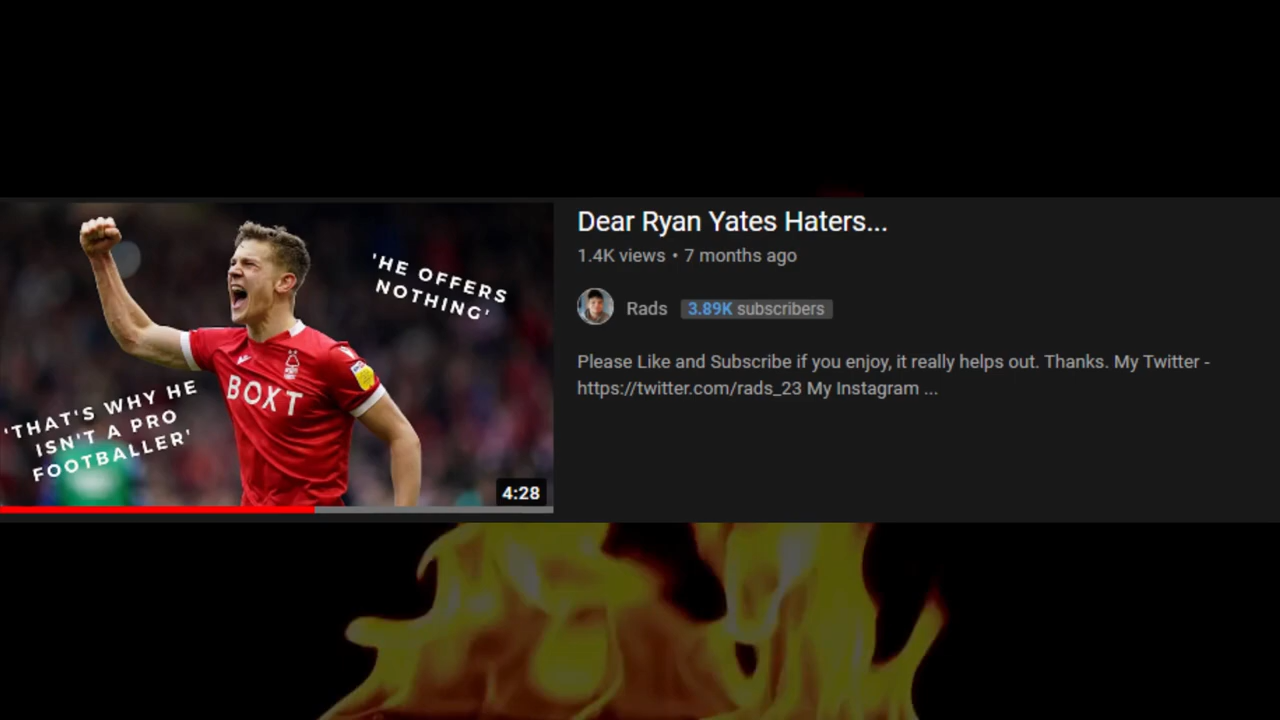 'HE OFFERS
NOTHING'
BOXT
'THAT'S WHY HE
ISN'T A PRO
FOOTBALLER'
4:28
Dear Ryan Yates Haters...
1.4K views • 7 months ago
Rads 3.89K subscribers
Please Like and Subscribe if you enjoy, it really helps out. Thanks. My Twitter -
https://twitter.com/rads_23 My Instagram ...